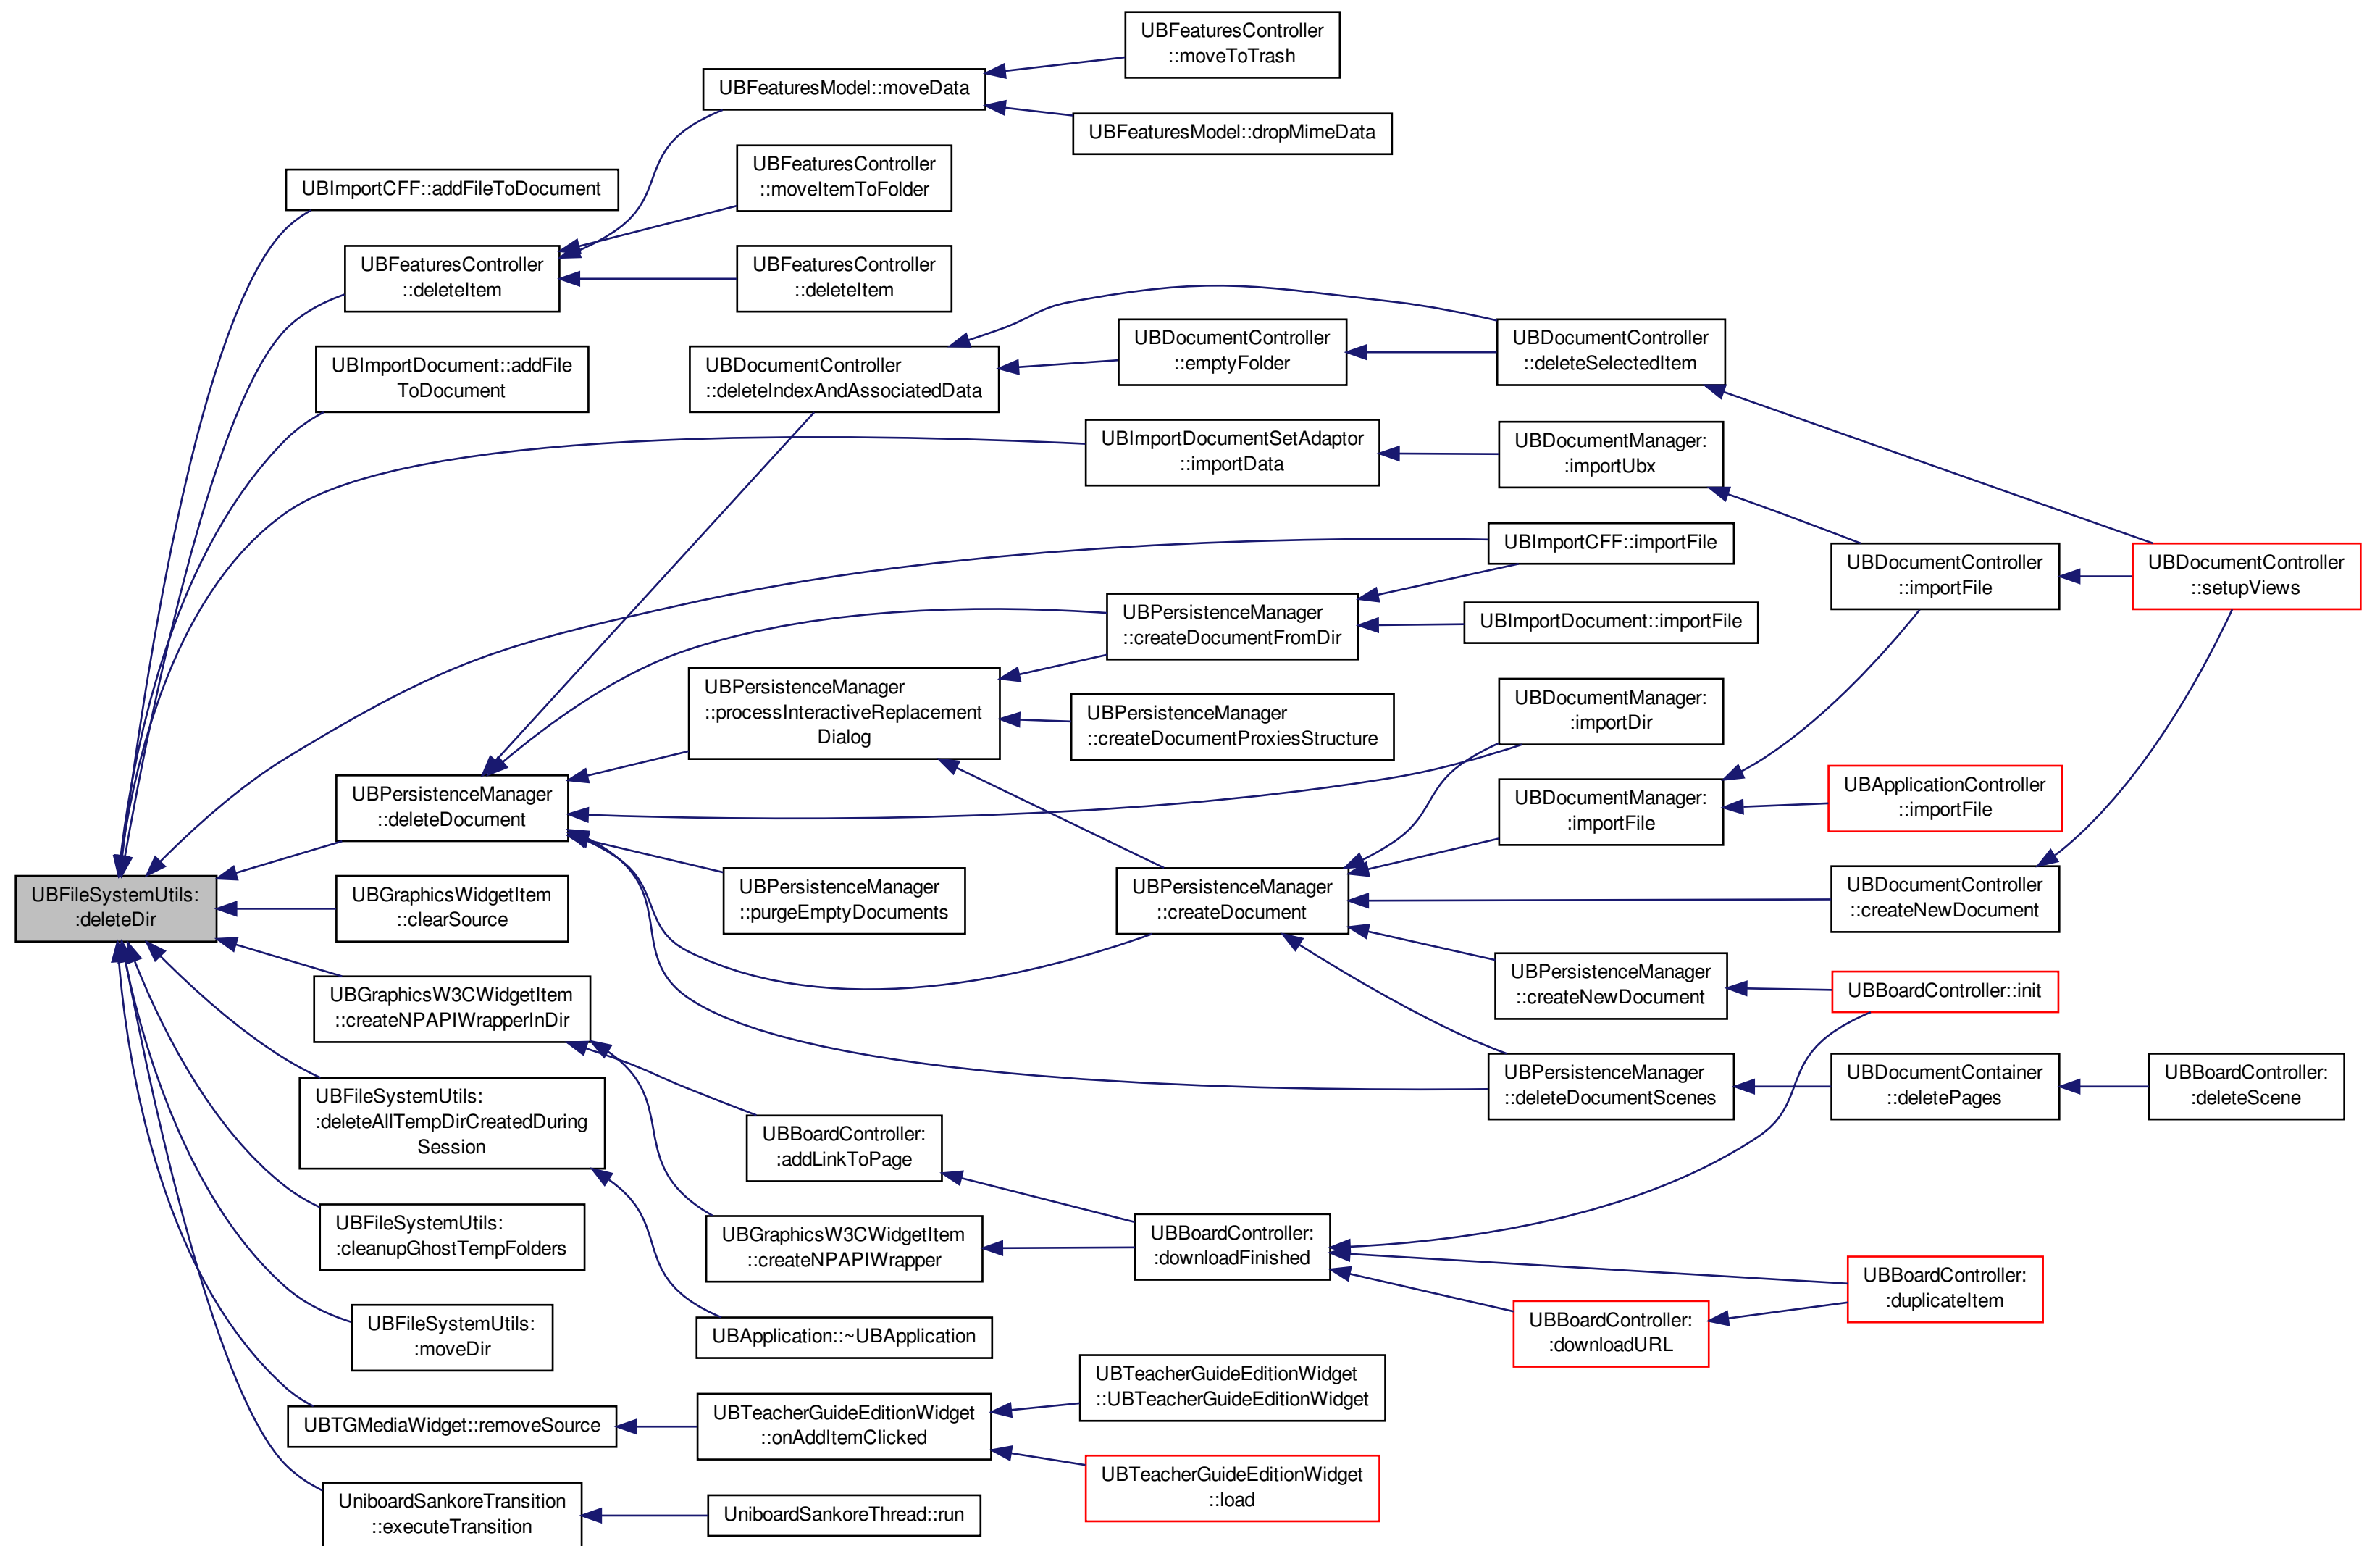 UBFeaturesController
::moveToTrash
UBFeaturesModel::moveData
UBFeaturesModel::dropMimeData
UBFeaturesController
::moveItemToFolder
UBImportCFF::addFileToDocument
UBFeaturesController
::deleteItem
UBFeaturesController
::deleteItem
UBImportDocument::addFile
ToDocument
UBDocumentController
::deleteIndexAndAssociatedData
UBDocumentController
::emptyFolder
UBDocumentController
::deleteSelectedItem
UBImportDocumentSetAdaptor
::importData
UBDocumentManager:
:importUbx
UBImportCFF::importFile
UBDocumentController
::importFile
UBDocumentController
::setupViews
UBPersistenceManager
::createDocumentFromDir
UBImportDocument::importFile
UBPersistenceManager
::processInteractiveReplacement
Dialog
UBPersistenceManager
::createDocumentProxiesStructure
UBDocumentManager:
:importDir
UBPersistenceManager
::deleteDocument
UBDocumentManager:
:importFile
UBApplicationController
::importFile
UBFileSystemUtils:
:deleteDir
UBGraphicsWidgetItem
::clearSource
UBPersistenceManager
::purgeEmptyDocuments
UBPersistenceManager
::createDocument
UBDocumentController
::createNewDocument
UBGraphicsW3CWidgetItem
::createNPAPIWrapperInDir
UBPersistenceManager
::createNewDocument
UBBoardController::init
UBFileSystemUtils:
:deleteAllTempDirCreatedDuring
Session
UBPersistenceManager
::deleteDocumentScenes
UBDocumentContainer
::deletePages
UBBoardController:
:deleteScene
UBBoardController:
:addLinkToPage
UBFileSystemUtils:
:cleanupGhostTempFolders
UBGraphicsW3CWidgetItem
::createNPAPIWrapper
UBBoardController:
:downloadFinished
UBBoardController:
:duplicateItem
UBFileSystemUtils:
:moveDir
UBApplication::~UBApplication
UBBoardController:
:downloadURL
UBTGMediaWidget::removeSource
UBTeacherGuideEditionWidget
::onAddItemClicked
UBTeacherGuideEditionWidget
::UBTeacherGuideEditionWidget
UBTeacherGuideEditionWidget
::load
UniboardSankoreTransition
::executeTransition
UniboardSankoreThread::run